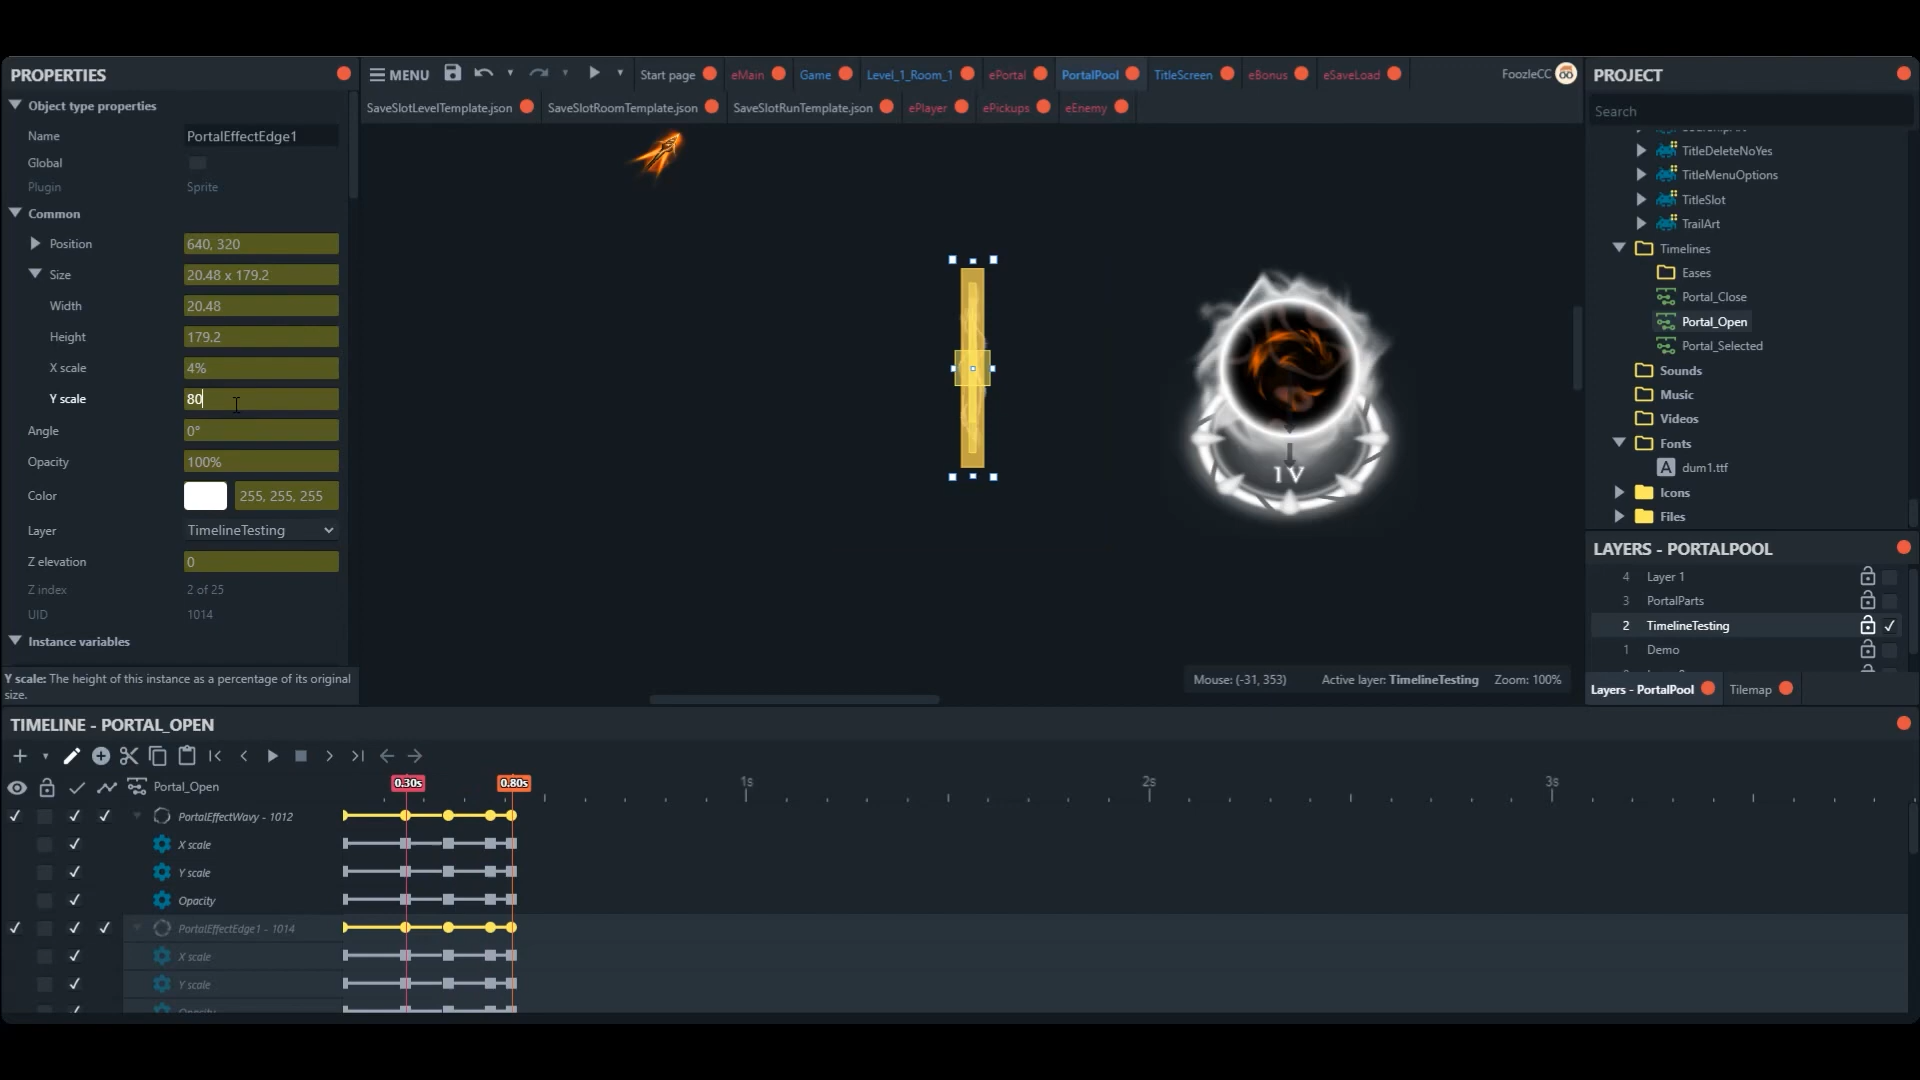 PROPERTIES
Object type properties
Name PortalEffectEdge1
Global
Plugin Sprite
Common
Position 640, 320
Size 20.48 x 179.2
Width 20.48
Height 179.2
X scale 4%
Y scale 80
Angle 0°
Opacity 100%
Color 255, 255, 255
Layer TimelineTesting
Z elevation 0
Z index 2 of 25
UID 1014
Instance variables
Y scale: The height of this instance as a percentage of its original
size.
MENU Start page eMain Game Level_1_Room_1 ePortal PortalPool TitleScreen eBonus eSaveLoad FoozleCC
SaveSlotLevelTemplate.json SaveSlotRoomTemplate.json SaveSlotRunTemplate.json ePlayer ePickups eEnemy
IV
Mouse: (-31, 353) Active layer: TimelineTesting Zoom: 100%
PROJECT
Search
TitleDeleteNoYes
TitleMenuOptions
TitleSlot
TrailArt
Timelines
Eases
Portal_Close
Portal_Open
Portal_Selected
Sounds
Music
Videos
Fonts
A dum1.ttf
Icons
Files
LAYERS - PORTALPOOL
4 Layer 1
3 PortalParts
2 TimelineTesting
1 Demo
Layers - PortalPool Tilemap
TIMELINE - PORTAL_OPEN
Portal_Open 0.30s 0.80s 1s 2s 3s
PortalEffectWavy - 1012
X scale
Y scale
Opacity
PortalEffectEdge1 - 1014
X scale
Y scale
Opacity